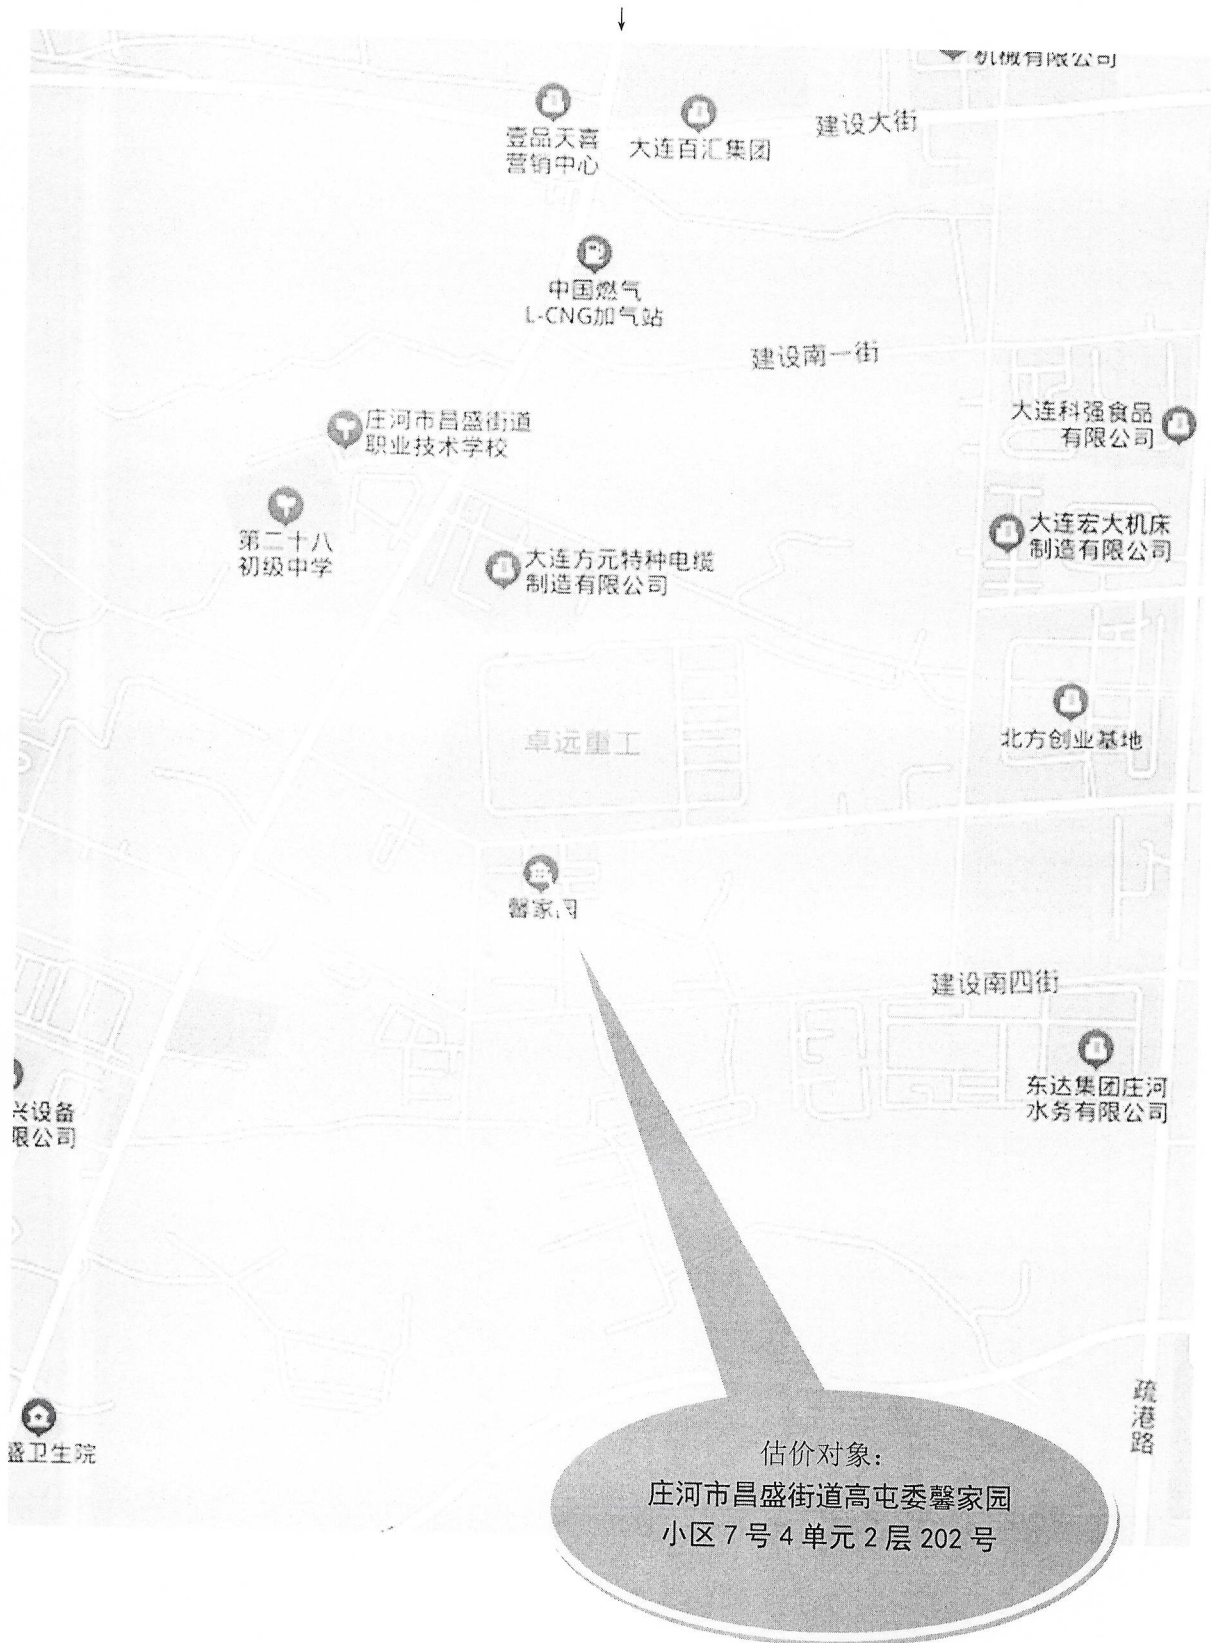 机械有限公司
壹品天喜
营销中心
大连百汇集团
建设大街
中国燃气
L-CNG加气站
建设南一街
庄河市昌盛街道
职业技术学校
大连科强食品
有限公司
第二十八
初级中学
大连方元特种电缆
制造有限公司
大连宏大机床
制造有限公司
卓远重工
北方创业基地
馨家园
建设南四街
东达集团庄河
水务有限公司
兴设备
限公司
疏港路
盛卫生院
估价对象：
庄河市昌盛街道高屯委馨家园
小区 7 号 4 单元 2 层 202 号